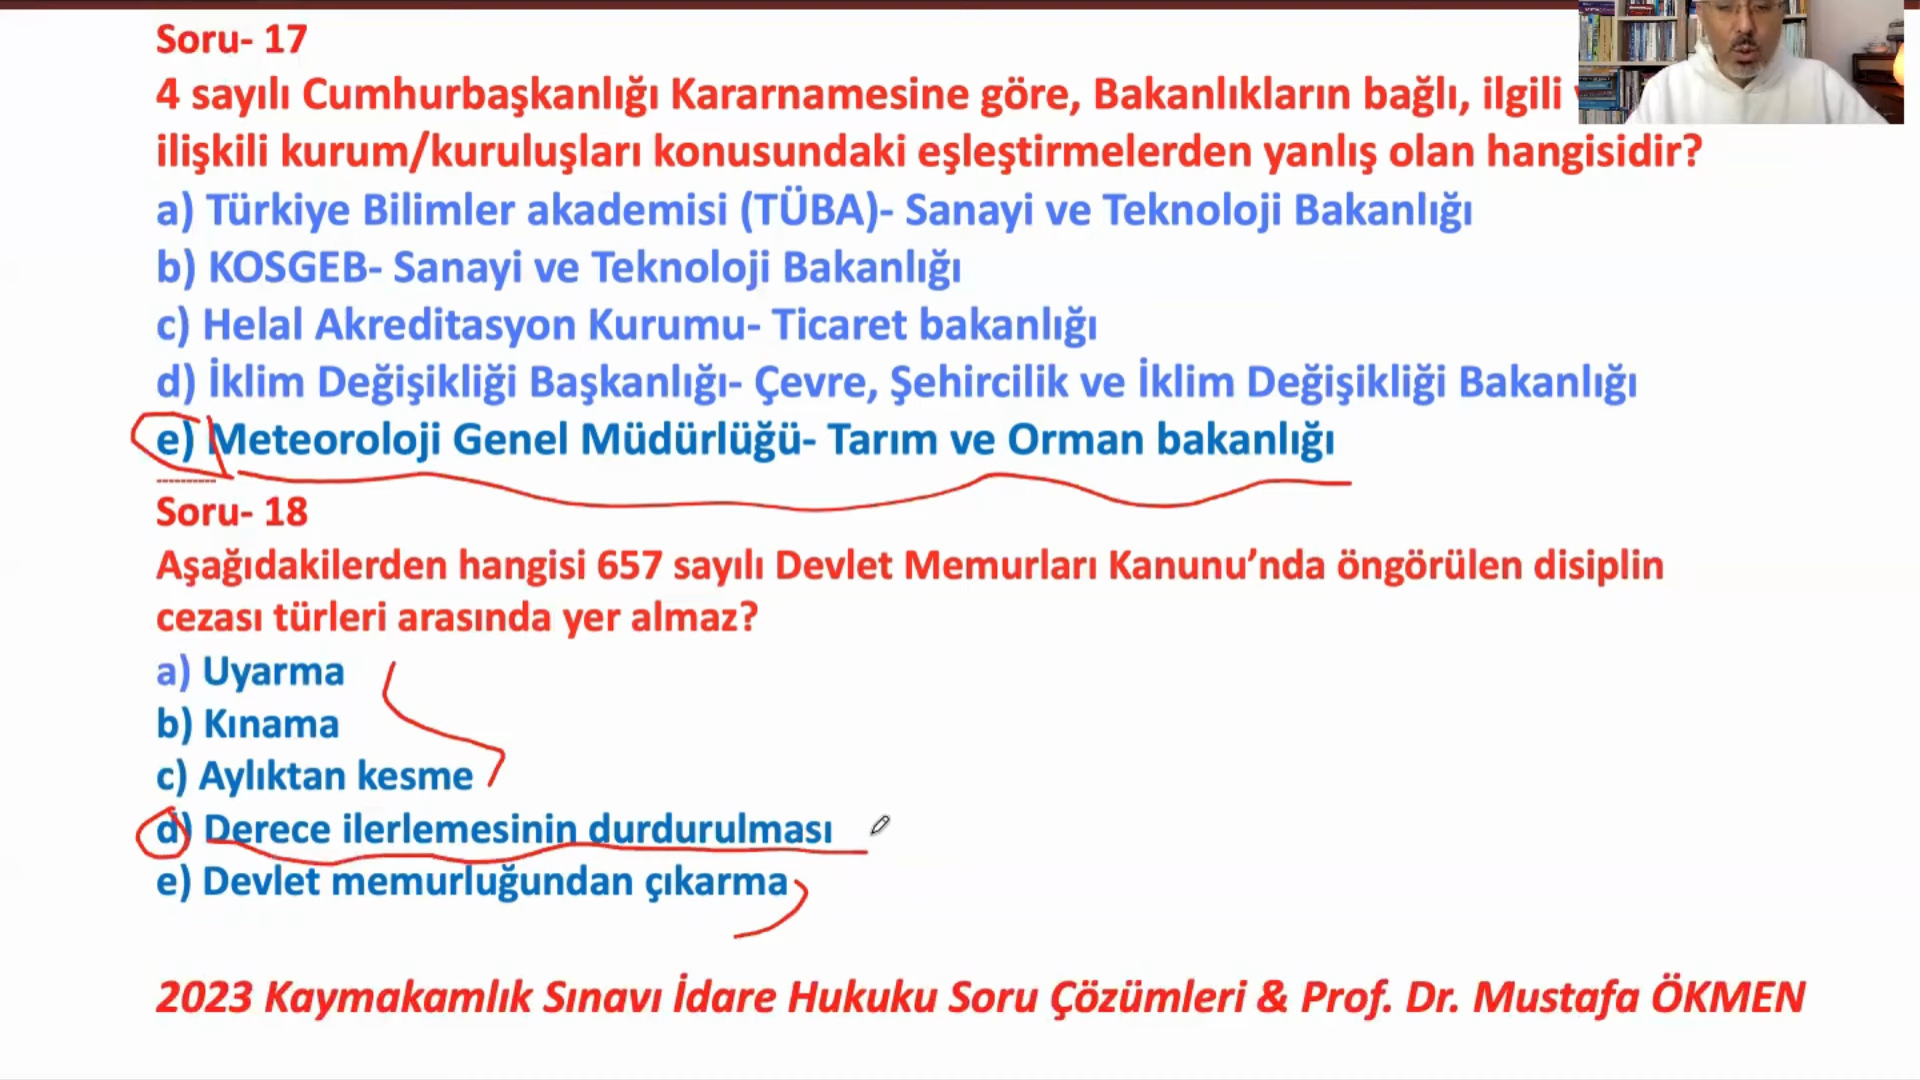 Soru- 17
4 sayılı Cumhurbaşkanlığı Kararnamesine göre, Bakanlıkların bağlı, ilgili
ilişkili kurum/kuruluşları konusundaki eşleştirmelerden yanlış olan hangisidir?
a) Türkiye Bilimler akademisi (TÜBA)- Sanayi ve Teknoloji Bakanlığı
b) KOSGEB- Sanayi ve Teknoloji Bakanlığı
c) Helal Akreditasyon Kurumu- Ticaret bakanlığı
d) İklim Değişikliği Başkanlığı- Çevre, Şehircilik ve İklim Değişikliği Bakanlığı
e) Meteoroloji Genel Müdürlüğü- Tarım ve Orman bakanlığı
----------
Soru- 18
Aşağıdakilerden hangisi 657 sayılı Devlet Memurları Kanunu’nda öngörülen disiplin
cezası türleri arasında yer almaz?
a) Uyarma
b) Kınama
c) Aylıktan kesme
d) Derece ilerlemesinin durdurulması
e) Devlet memurluğundan çıkarma
2023 Kaymakamlık Sınavı İdare Hukuku Soru Çözümleri & Prof. Dr. Mustafa ÖKMEN